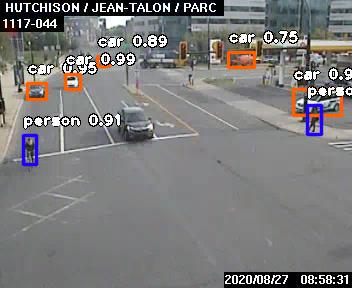 HUTCHISON / JEAN-TALON / PARC
1117-044
car 0.89
car 0.75
car 0.99
car 0.95
car 0.9
perso
person 0.91
2020/08/27 08:58:31